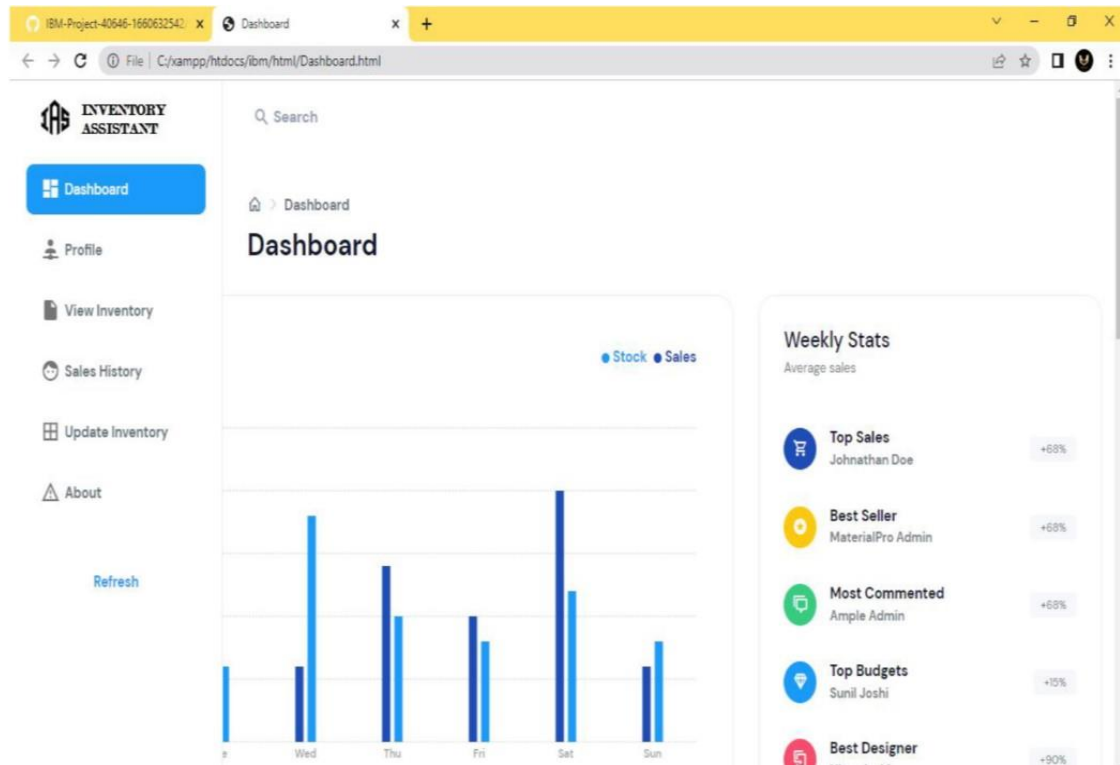 IBM-Project-40646-1660632542
Dashboard
File
C:/xampp/htdocs/ibm/html/Dashboard.html
IAS
INVENTORY
ASSISTANT
Search
Dashboard
Profile
View Inventory
Sales History
Update Inventory
About
Refresh
Dashboard
Dashboard
Stock
Sales
e
Wed
Thu
Fri
Sat
Sun
Weekly Stats
Average sales
Top Sales
Johnathan Doe
+68%
Best Seller
MaterialPro Admin
+68%
Most Commented
Ample Admin
+68%
Top Budgets
Sunil Joshi
+15%
Best Designer
+90%